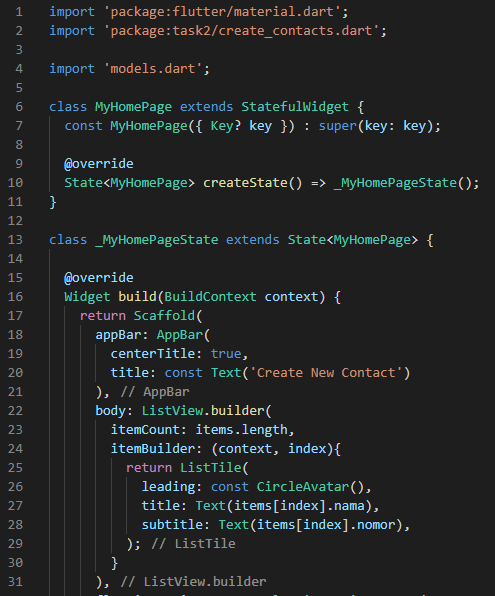 1 import 'package:flutter/material.dart';
2 import 'package:task2/create_contacts.dart';
3
4 import 'models.dart';
5
6 class MyHomePage extends StatefulWidget {
7   const MyHomePage({ Key? key }) : super(key: key);
8
9   @override
10   State<MyHomePage> createState() => _MyHomePageState();
11 }
12
13 class _MyHomePageState extends State<MyHomePage> {
14
15   @override
16   Widget build(BuildContext context) {
17     return Scaffold(
18       appBar: AppBar(
19         centerTitle: true,
20         title: const Text('Create New Contact')
21       ), // AppBar
22       body: ListView.builder(
23         itemCount: items.length,
24         itemBuilder: (context, index){
25           return ListTile(
26             leading: const CircleAvatar(),
27             title: Text(items[index].nama),
28             subtitle: Text(items[index].nomor),
29           ); // ListTile
30         }
31       ), // ListView.builder